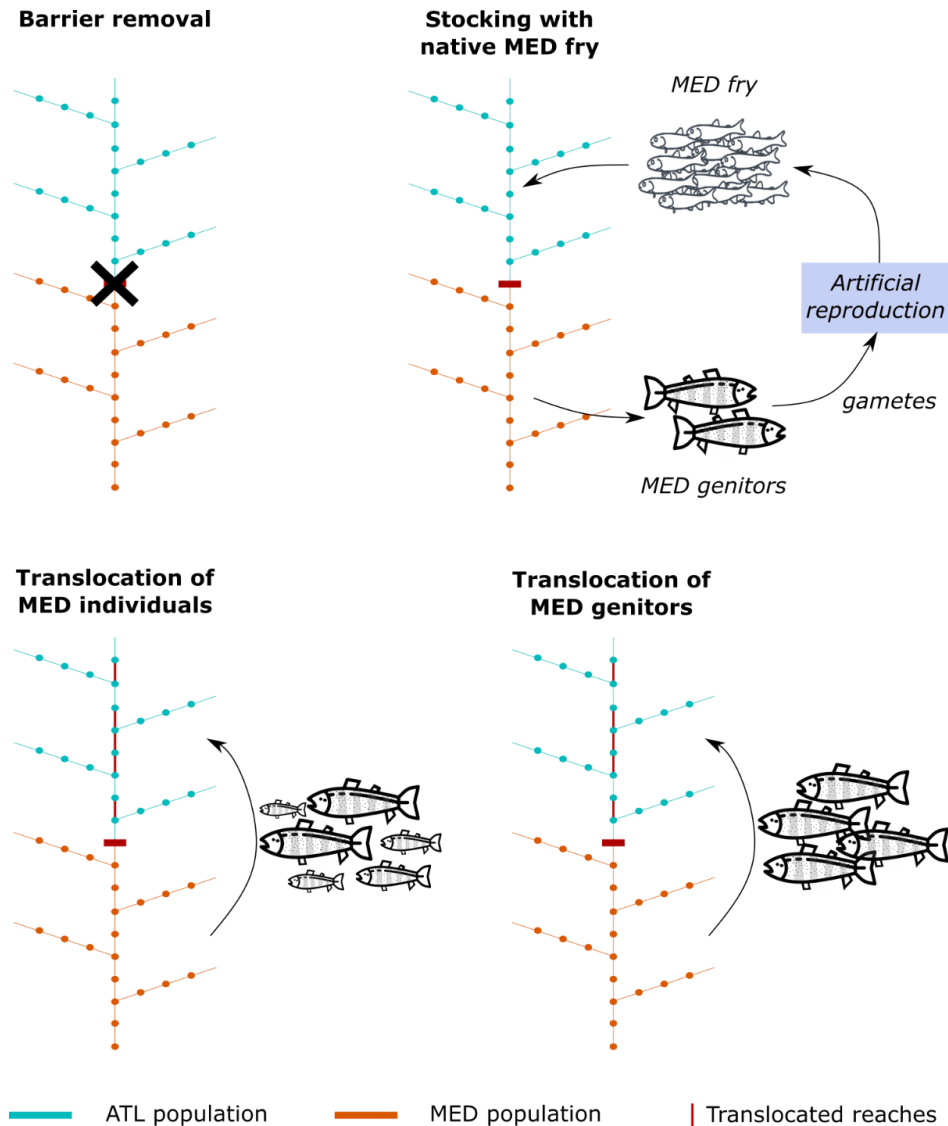 Barrier removal
Stocking with
native MED fry
MED fry
Artificial
reproduction
gametes
MED genitors
Translocation of
MED individuals
Translocation of
MED genitors
ATL population
MED population
Translocated reaches